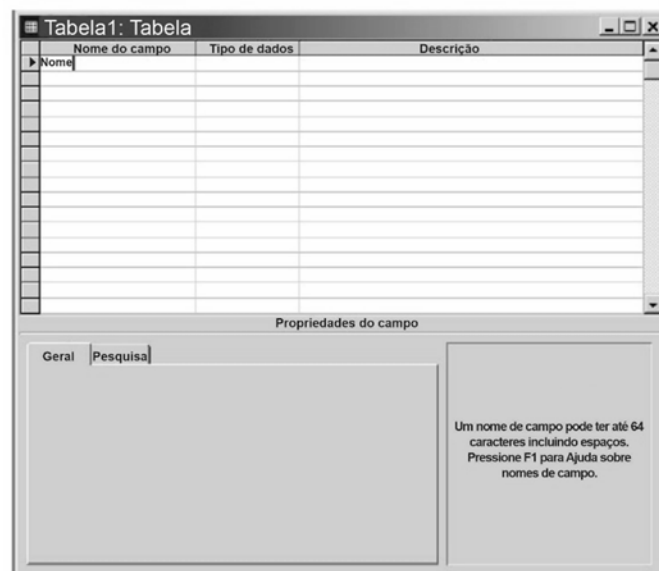 Tabela1: Tabela
Nome do campo Tipo de dados Descrição
Nome
Propriedades do campo
Geral Pesquisa
Um nome de campo pode ter até 64
caracteres incluindo espaços.
Pressione F1 para Ajuda sobre
nomes de campo.